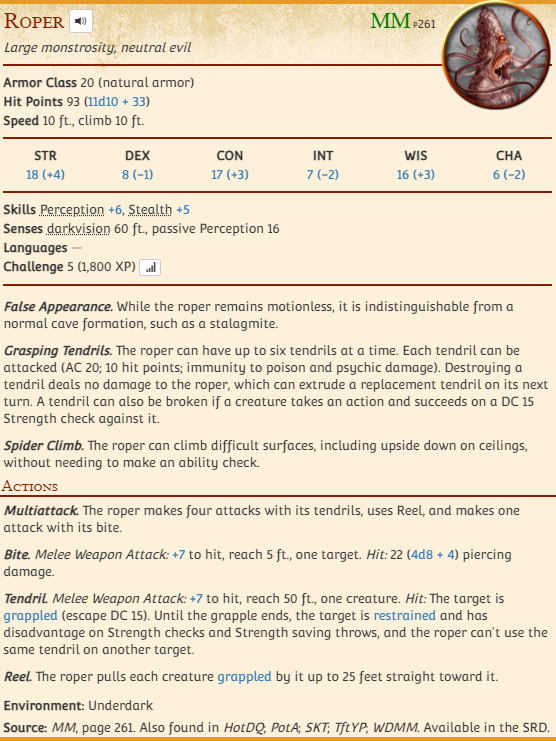 Roper MM p261
Large monstrosity, neutral evil
Armor Class 20 (natural armor)
Hit Points 93 (11d10 + 33)
Speed 10 ft., climb 10 ft.
STR DEX CON INT WIS CHA
18 (+4) 8 (−1) 17 (+3) 7 (−2) 16 (+3) 6 (−2)
Skills Perception +6, Stealth +5
Senses darkvision 60 ft., passive Perception 16
Languages —
Challenge 5 (1,800 XP)
False Appearance. While the roper remains motionless, it is indistinguishable from a
normal cave formation, such as a stalagmite.
Grasping Tendrils. The roper can have up to six tendrils at a time. Each tendril can be
attacked (AC 20; 10 hit points; immunity to poison and psychic damage). Destroying a
tendril deals no damage to the roper, which can extrude a replacement tendril on its next
turn. A tendril can also be broken if a creature takes an action and succeeds on a DC 15
Strength check against it.
Spider Climb. The roper can climb difficult surfaces, including upside down on ceilings,
without needing to make an ability check.
Actions
Multiattack. The roper makes four attacks with its tendrils, uses Reel, and makes one
attack with its bite.
Bite. Melee Weapon Attack: +7 to hit, reach 5 ft., one target. Hit: 22 (4d8 + 4) piercing
damage.
Tendril. Melee Weapon Attack: +7 to hit, reach 50 ft., one creature. Hit: The target is
grappled (escape DC 15). Until the grapple ends, the target is restrained and has
disadvantage on Strength checks and Strength saving throws, and the roper can't use the
same tendril on another target.
Reel. The roper pulls each creature grappled by it up to 25 feet straight toward it.
Environment: Underdark
Source: MM, page 261. Also found in HotDQ; PotA; SKT; TftYP; WDMM. Available in the SRD.